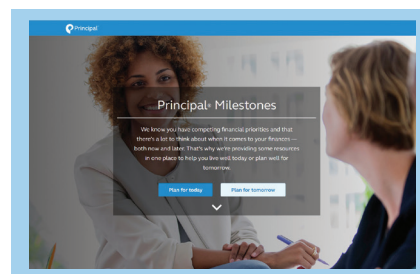 Principal
Principal® Milestones
We know you have competing financial priorities and that
there's a lot to think about when it comes to your finances —
both now and later. That's why we're providing some resources
in one place to help you live well today or plan well for
tomorrow.
Plan for today
Plan for tomorrow